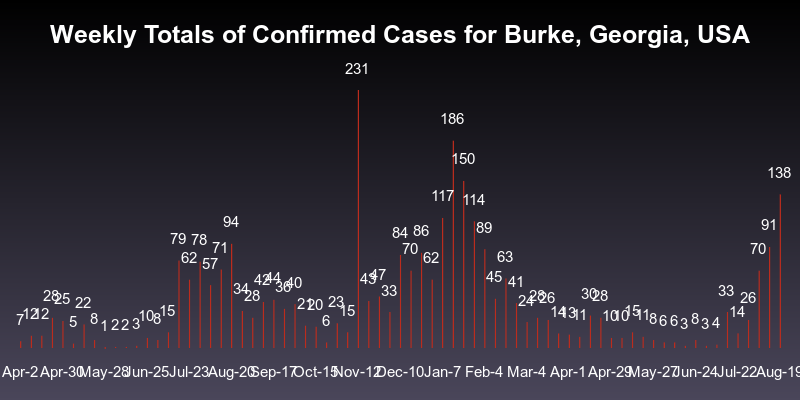 Weekly Totals of Confirmed Cases for Burke, Georgia, USA
7 12 12 28 25 5 22 8 1 2 2 3 10 8 15 79 62 78 57 71 94 34 28 42 44 36 40 21 20 6 23 15 231 43 47 33 84 70 86 62 117 186 150 114 89 45 63 41 24 28 26 14 13 11 30 28 10 10 15 11 8 6 6 3 8 3 4 33 14 26 70 91 138
Apr-2 Apr-30 May-28 Jun-25 Jul-23 Aug-20 Sep-17 Oct-15 Nov-12 Dec-10 Jan-7 Feb-4 Mar-4 Apr-1 Apr-29 May-27 Jun-24 Jul-22 Aug-19